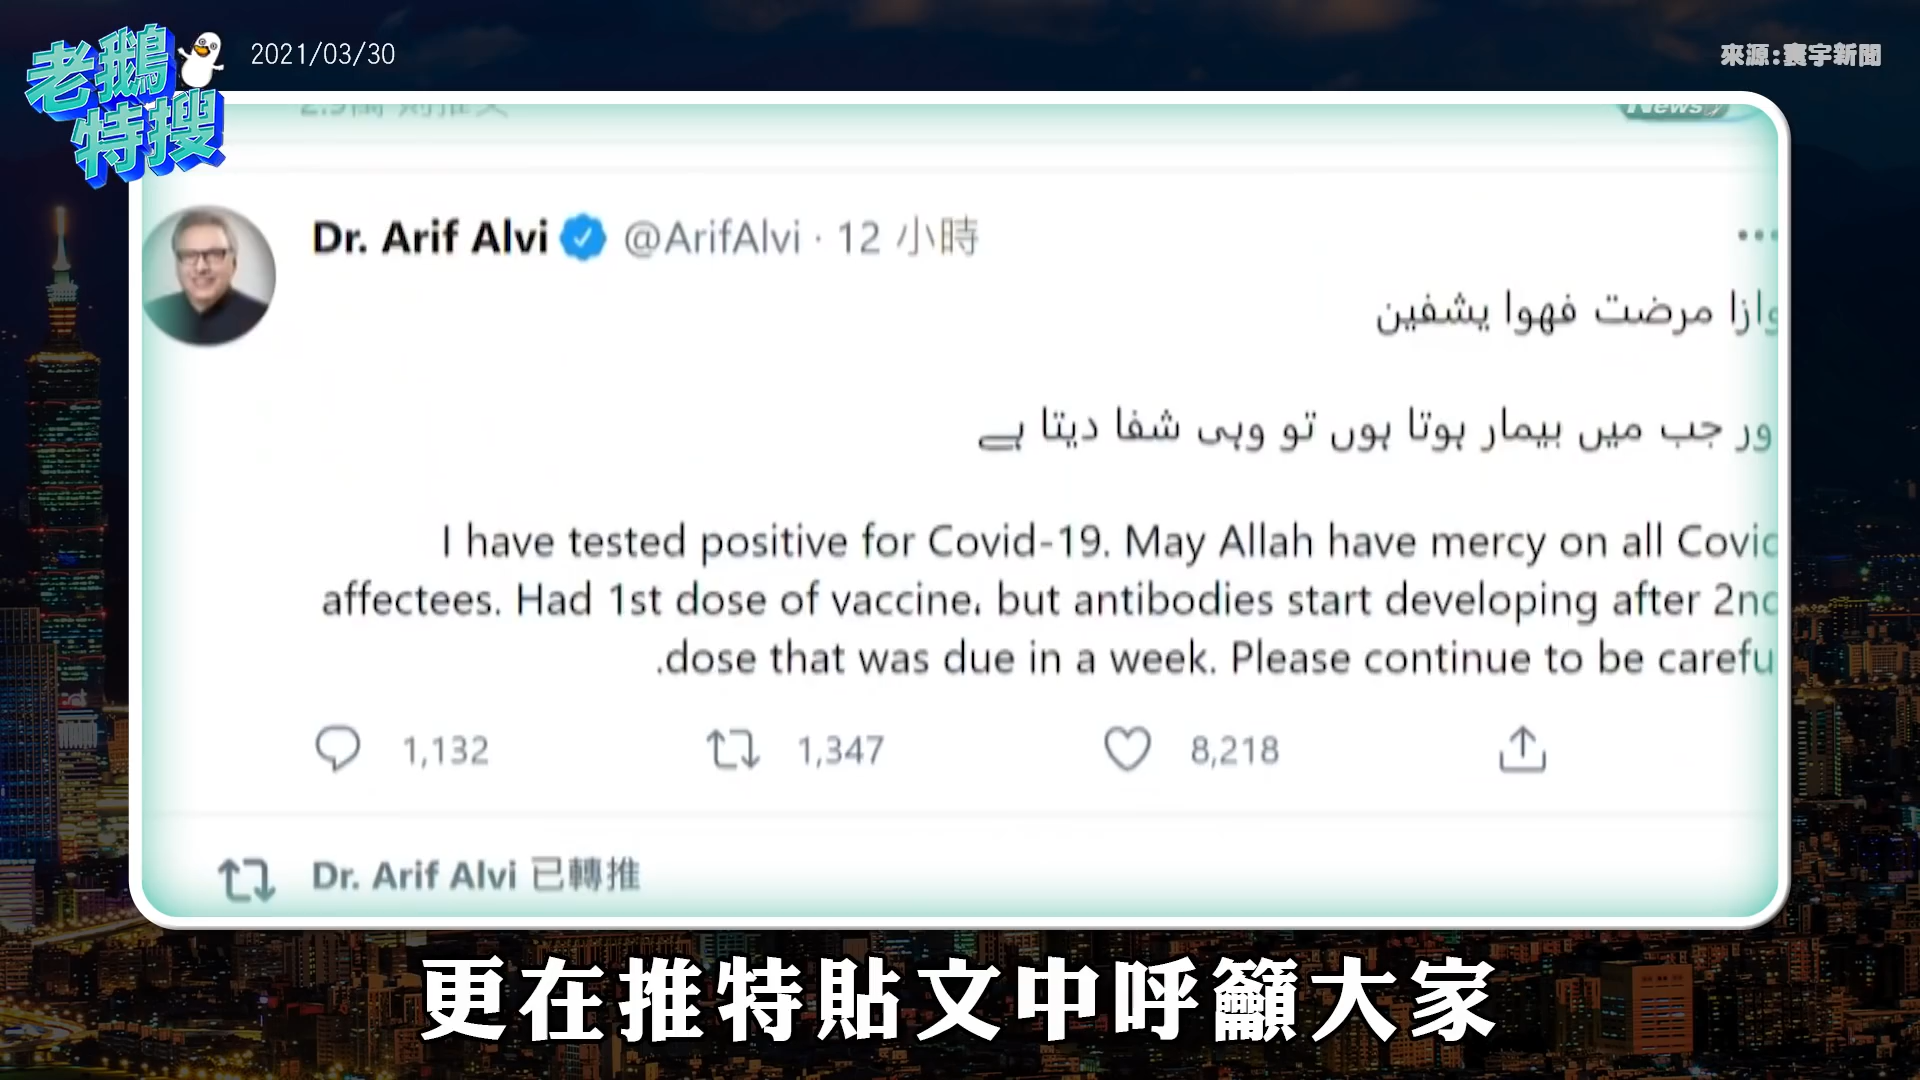 老鵝
特搜
2021/03/30
來源:寰宇新聞
News
Dr. Arif Alvi @ArifAlvi · 12 小時
وازا مرضت فهوا یشفین
ور جب میں بیمار ہوتا ہوں تو وہی شفا دیتا ہے
I have tested positive for Covid-19. May Allah have mercy on all Covid
affectees. Had 1st dose of vaccine, but antibodies start developing after 2nd
.dose that was due in a week. Please continue to be carefu
1,132 1,347 8,218
Dr. Arif Alvi 已轉推
更在推特貼文中呼籲大家